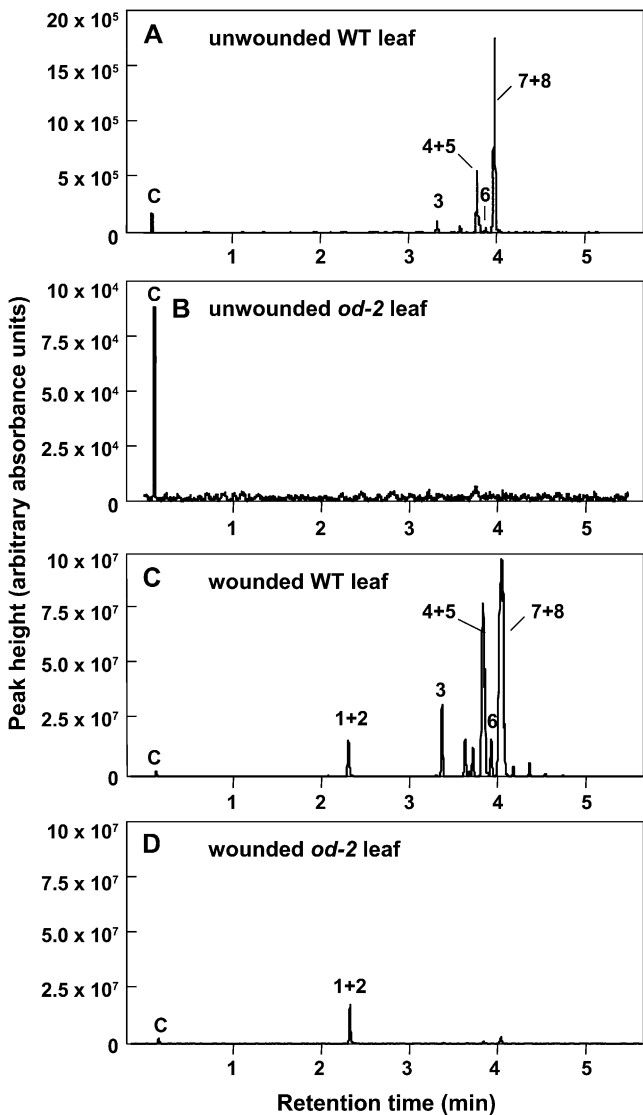 Peak height (arbitrary absorbance units)
A unwounded WT leaf
20 x 10⁵
15 x 10⁵
10 x 10⁵
5 x 10⁵
0
C
3
4+5
6
7+8
1 2 3 4 5
B unwounded od-2 leaf
10 x 10⁴
7.5 x 10⁴
5.0 x 10⁴
2.5 x 10⁴
0
C
1 2 3 4 5
C wounded WT leaf
10 x 10⁷
7.5 x 10⁷
5.0 x 10⁷
2.5 x 10⁷
0
C
1+2
3
4+5
6
7+8
1 2 3 4 5
D wounded od-2 leaf
20 x 10⁷
7.5 x 10⁷
5.0 x 10⁷
2.5 x 10⁷
0
C
1+2
1 2 3 4 5
Retention time (min)